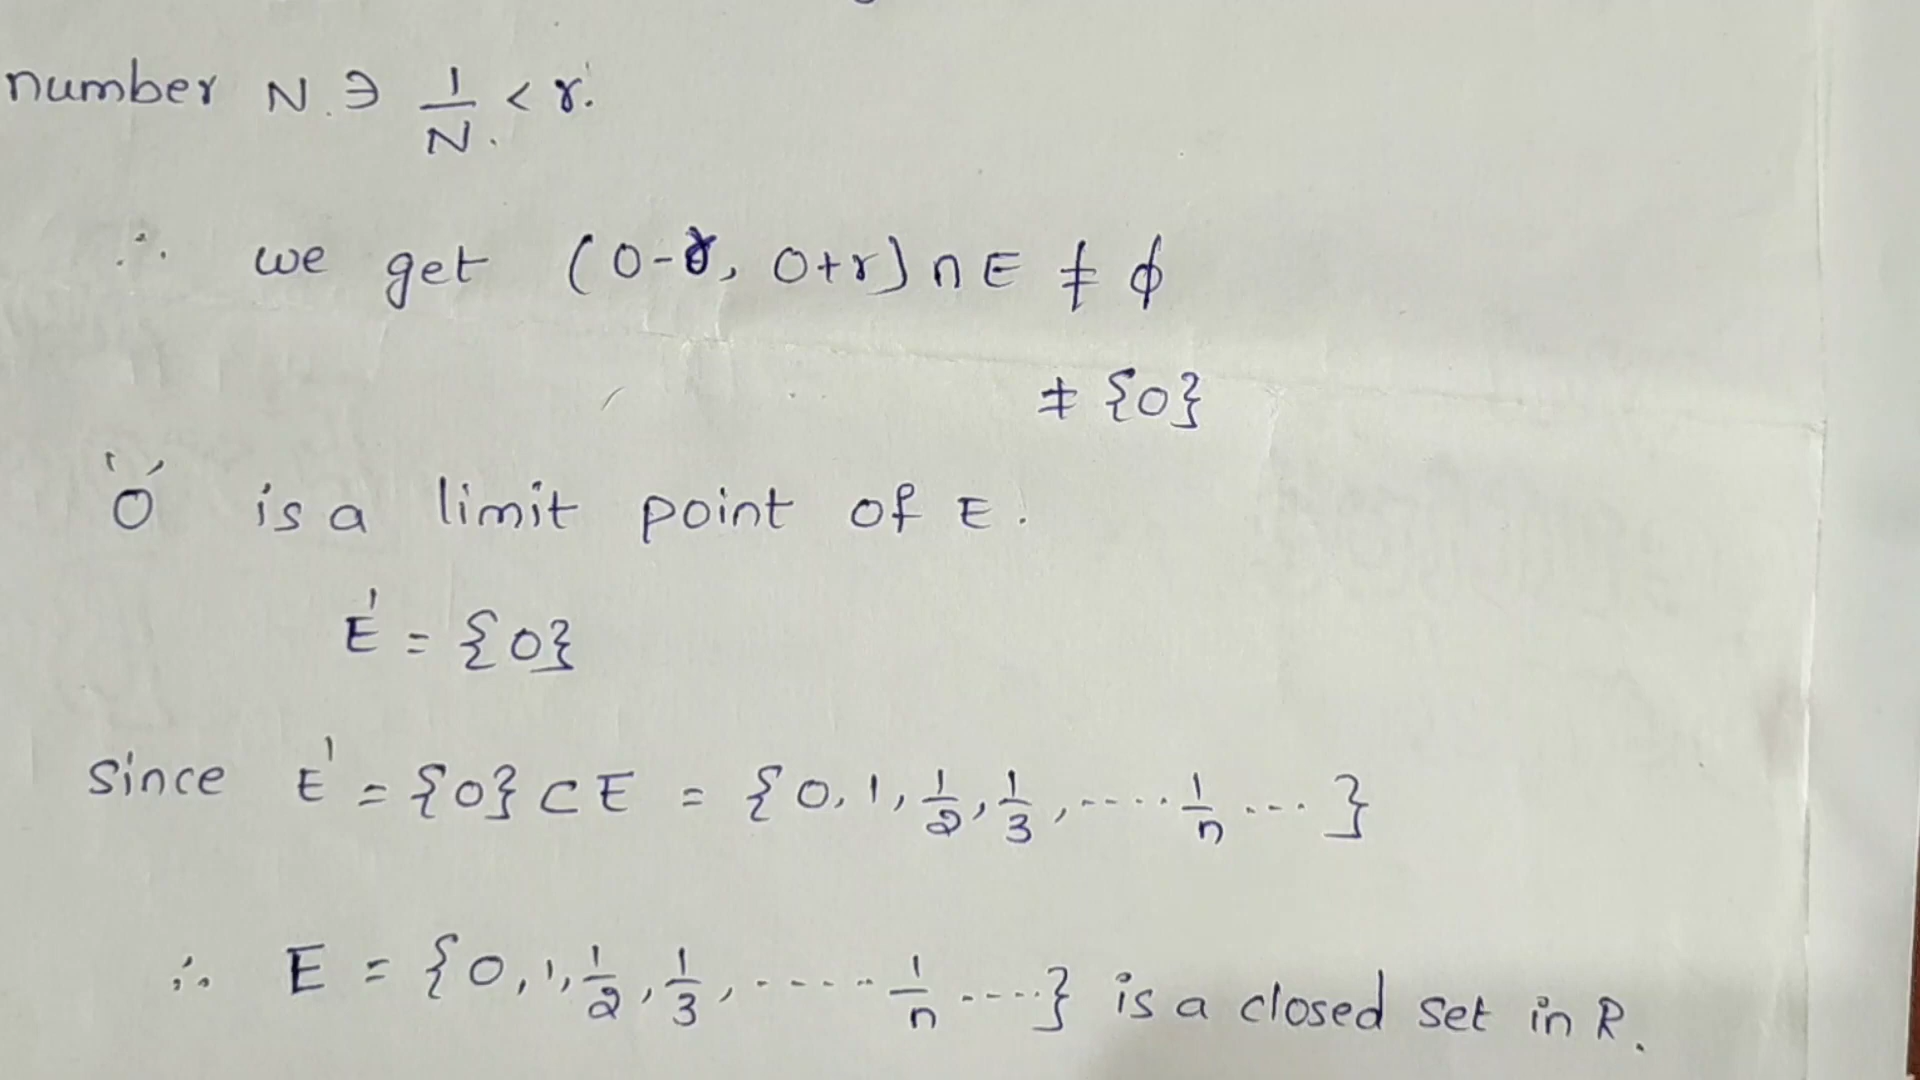 number N. ∋ 1/N. < r.
∴ we get (0-r, 0+r) ∩ E ≠ ϕ
≠ {0}
'0' is a limit point of E.
E' = {0}
since E' = {0} ⊂ E = {0, 1, 1/2, 1/3, ..... 1/n ... }
∴ E = {0, 1, 1/2, 1/3, ...... 1/n ....} is a closed set in R.